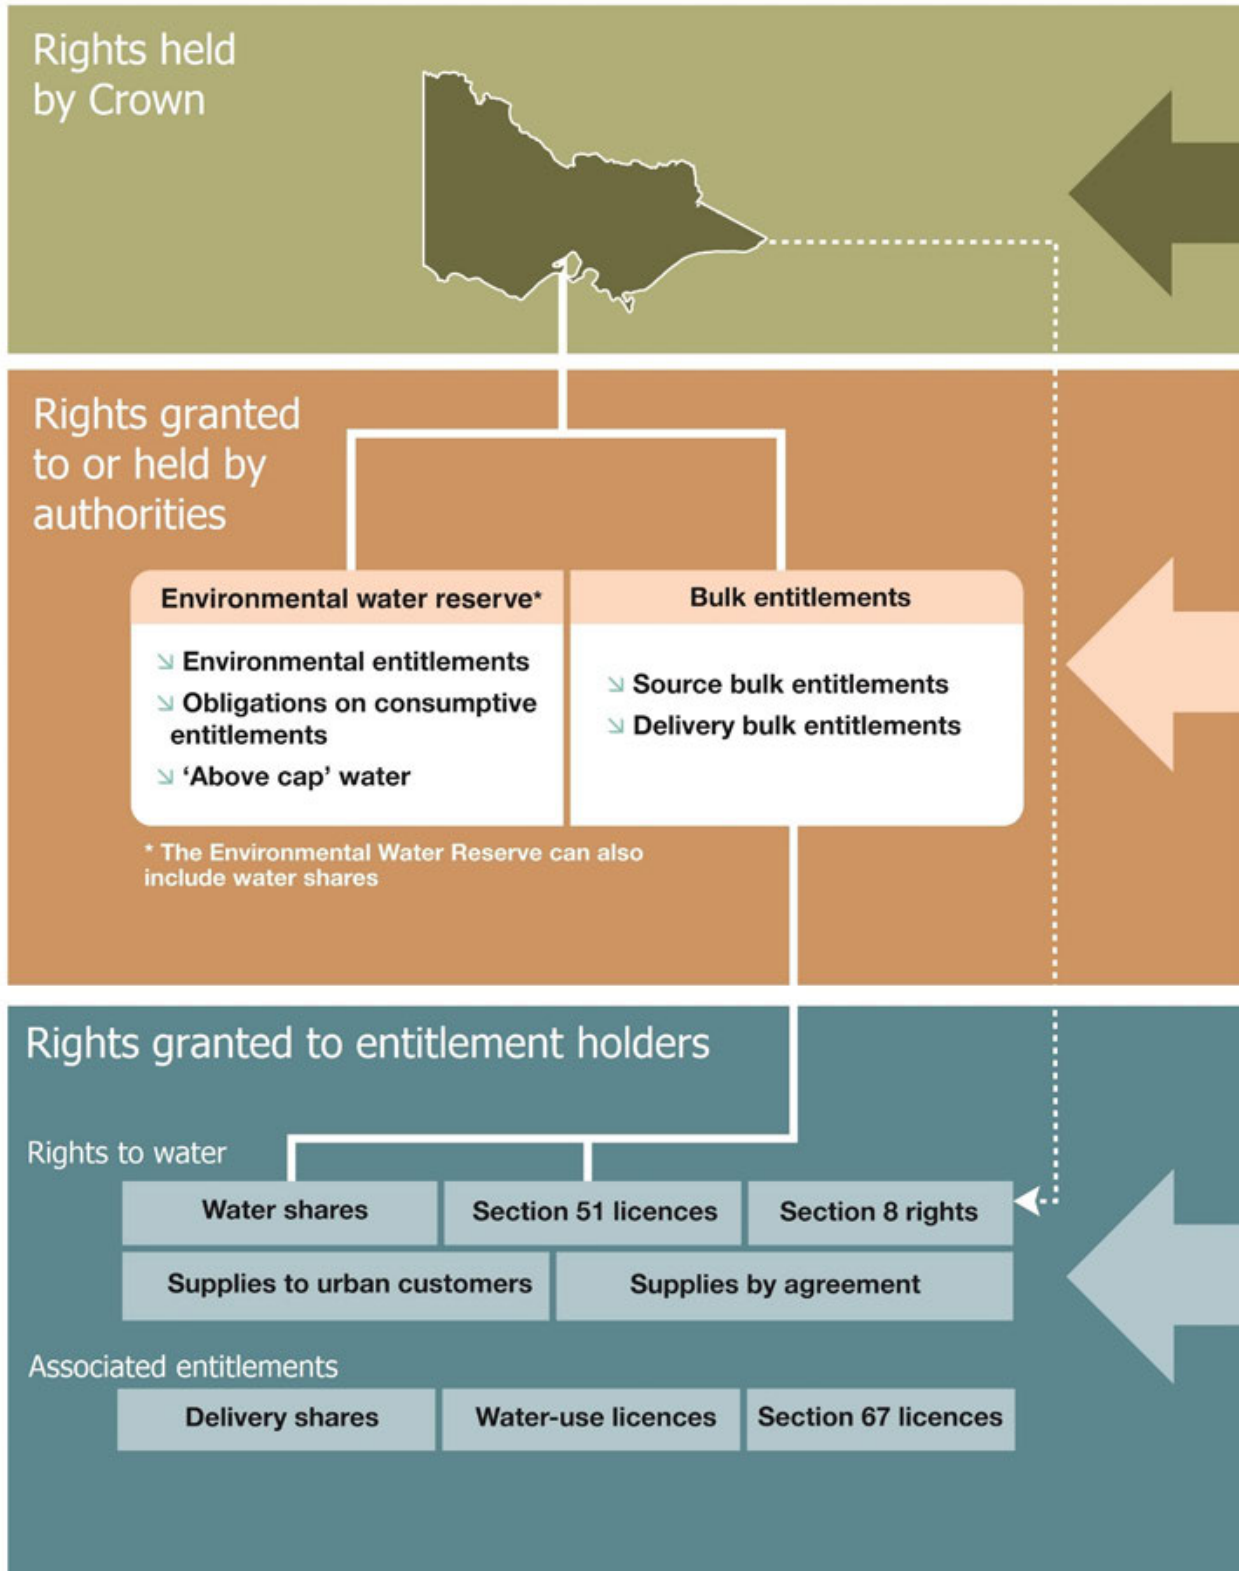 Rights held
by Crown
Rights granted
to or held by
authorities
Environmental water reserve*
Bulk entitlements
Environmental entitlements
Obligations on consumptive
entitlements
‘Above cap’ water
Source bulk entitlements
Delivery bulk entitlements
* The Environmental Water Reserve can also
include water shares
Rights granted to entitlement holders
Rights to water
Water shares
Section 51 licences
Section 8 rights
Supplies to urban customers
Supplies by agreement
Associated entitlements
Delivery shares
Water-use licences
Section 67 licences